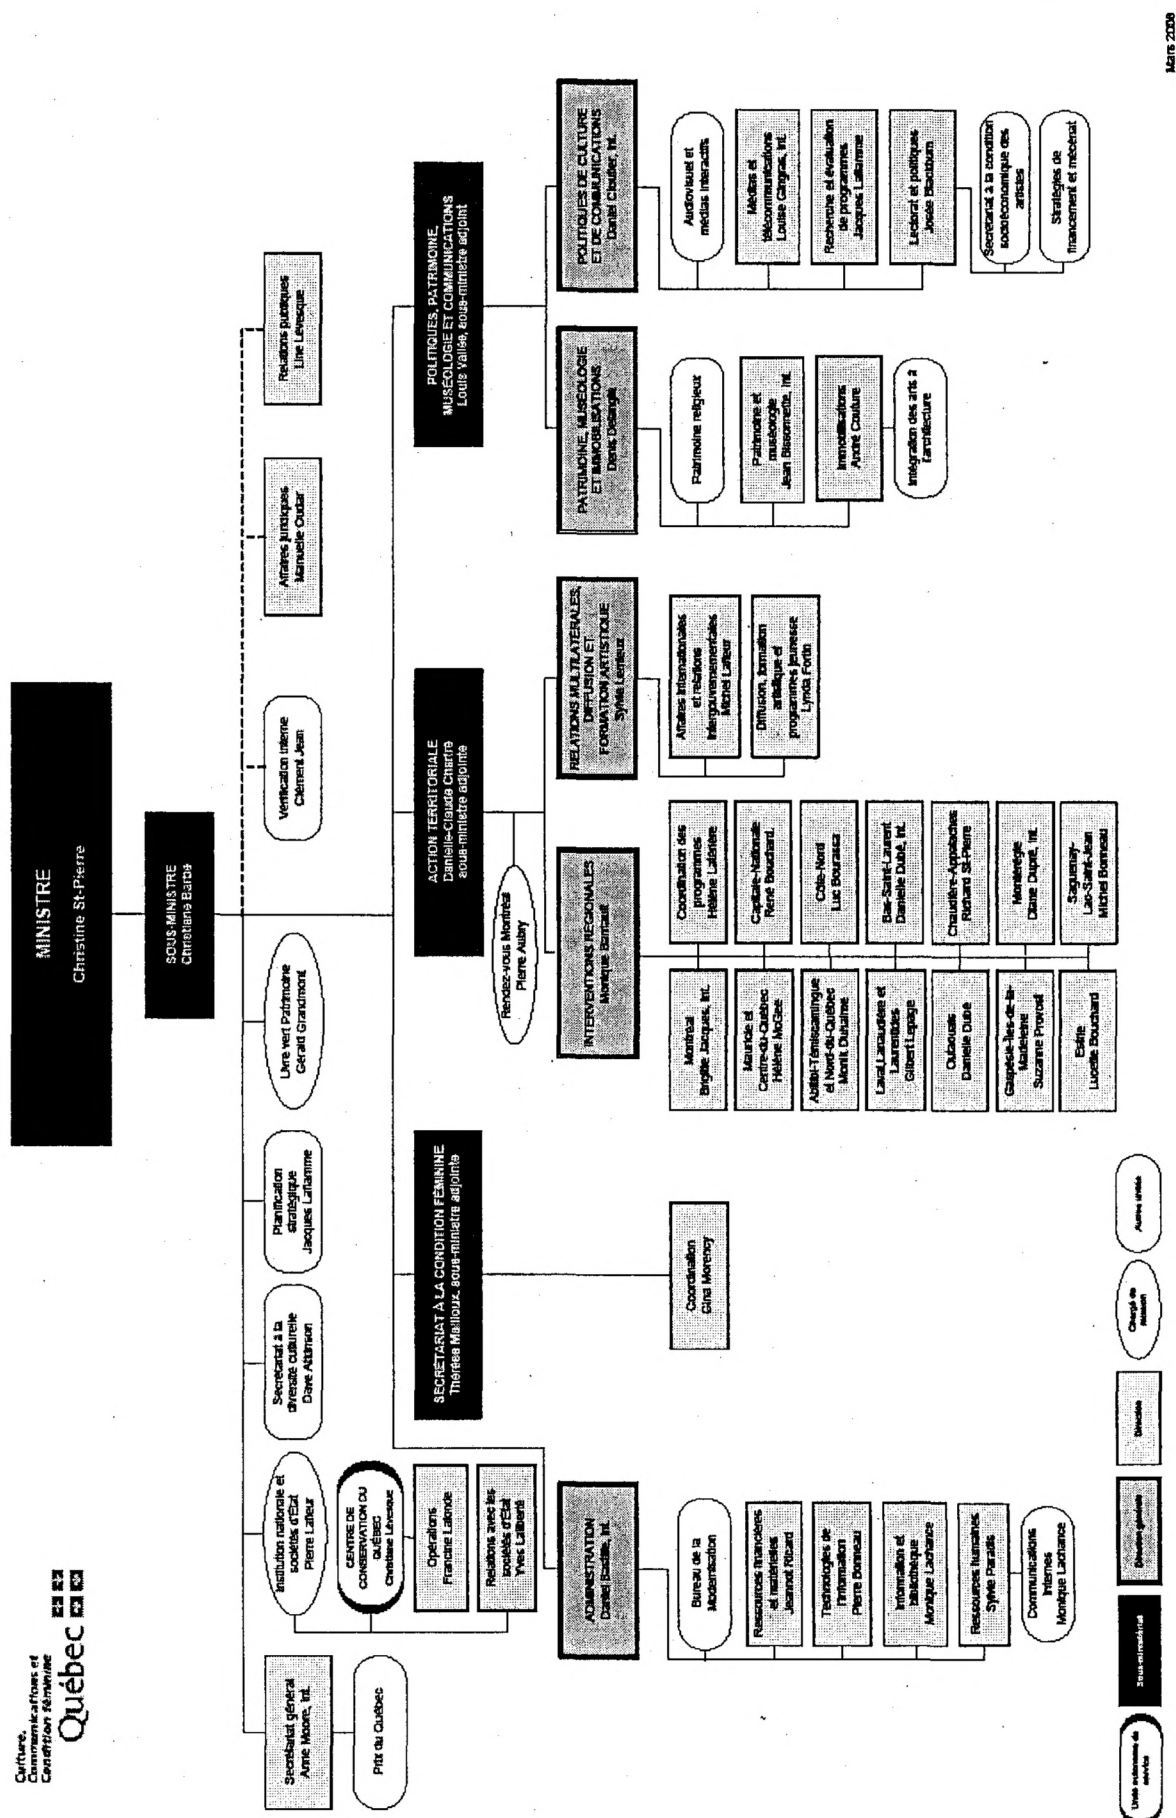 Culture,
Communications et
Condition féminine
Québec
MINISTRE
Christine St-Pierre
SOUS-MINISTRE
Christiane Barbe
Secrétariat général
Anne Moore, int.
Prix du Québec
Institution nationale et
sociétés d'État
Pierre Lafleur
CENTRE DE
CONSERVATION DU
QUÉBEC
Christiane Lévesque
Opérations
Francine Lalonde
Relations avec les
sociétés d'État
Yves Laliberté
Secrétariat à la
diversité culturelle
Dave Atkinson
Planification
stratégique
Jacques Laflamme
Livre vert Patrimoine
Gérald Grandmont
Vérification interne
Clément Jean
Affaires juridiques
Manuelle Oudar
Relations publiques
Line Lévesque
SECRÉTARIAT À LA CONDITION FÉMININE
Thérèse Mailloux, sous-ministre adjointe
Coordination
Gina Morency
ACTION TERRITORIALE
Danielle-Claude Chartré
sous-ministre adjointe
Rendez-vous Montréal
Pierre Aubry
POLITIQUES, PATRIMOINE,
MUSÉOLOGIE ET COMMUNICATIONS
Louis Vallée, sous-ministre adjoint
ADMINISTRATION
Daniel Bastille, int.
Bureau de la
Modernisation
Ressources financières
et matérielles
Jeannot Ricard
Technologies de
l'information
Pierre Bonneau
Information et
bibliothèque
Monique Lachance
Ressources humaines
Sylvie Paradis
Communications
internes
Monique Lachance
INTERVENTIONS RÉGIONALES
Monique Barriault
Montréal
Brigitte Jacques, int.
Mauricie et
Centre-du-Québec
Hélène McGee
Abitibi-Témiscamingue
et Nord-du-Québec
Monik Duhaime
Laval, Lanaudière et
Laurentides
Gilbert Lepage
Outaouais
Danielle Dubé
Gaspésie-Îles-de-la-
Madeleine
Suzanne Provost
Estrie
Lucette Bouchard
Coordination des
programmes
Hélène Latérière
Capitale-Nationale
René Bouchard,
Côte-Nord
Luc Bourassa
Bas-Saint-Laurent
Danielle Dubé, int.
Chaudière-Appalaches
Richard St-Pierre
Montérégie
Diane Dupré, int.
Saguenay-
Lac-Saint-Jean
Michel Bonneau
RELATIONS MULTILATÉRALES,
DIFFUSION ET
FORMATION ARTISTIQUE
Sylvie Lemieux
Affaires internationales
et relations
intergouvernementales
Michel Lafleur
Diffusion, formation
artistique et
programmes jeunesse
Lynda Fortin
PATRIMOINE, MUSÉOLOGIE
ET IMMOBILISATIONS
Denis Delangie
Patrimoine religieux
Patrimoine et
muséologie
Jean Bissonnette, int.
Immobilisations
André Couture
Intégration des arts à
l'architecture
POLITIQUES DE CULTURE
ET DE COMMUNICATIONS
Daniel Cloutier, int.
Audiovisuel et
médias interactifs
Médias et
télécommunications
Louise Gingras, int.
Recherche et évaluation
de programmes
Jacques Laflamme
Lectorat et politiques
Josée Blackburn
Secrétariat à la condition
socioéconomique des
artistes
Stratégies de
financement et mécénat
Unité autonome de
service
Sous-ministériat
Direction générale
Direction
Chargé de
mission
Autres unités
Mars 2008